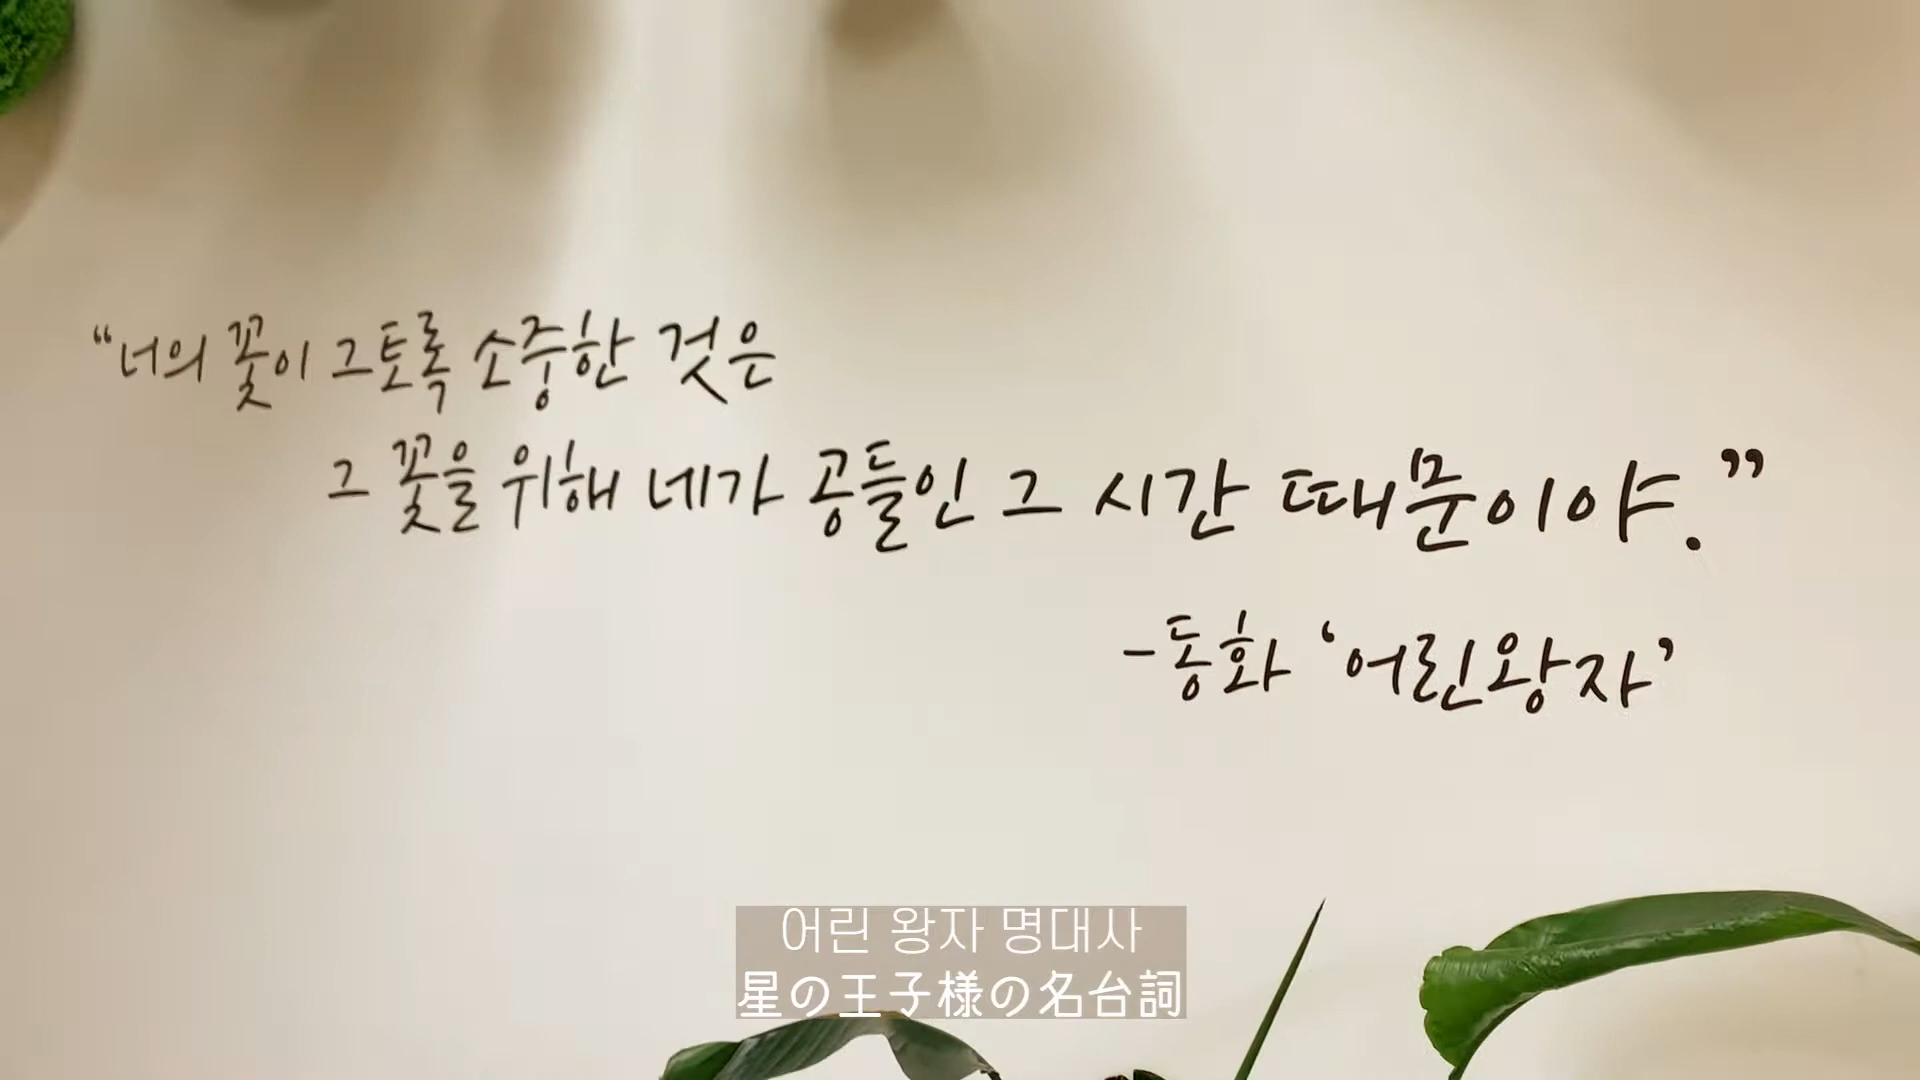 “너의 꽃이 그토록 소중한 것은
그 꽃을 위해 네가 공들인 그 시간 때문이야.”
-동화 ‘어린왕자’
어린 왕자 명대사
星の王子様の名台詞